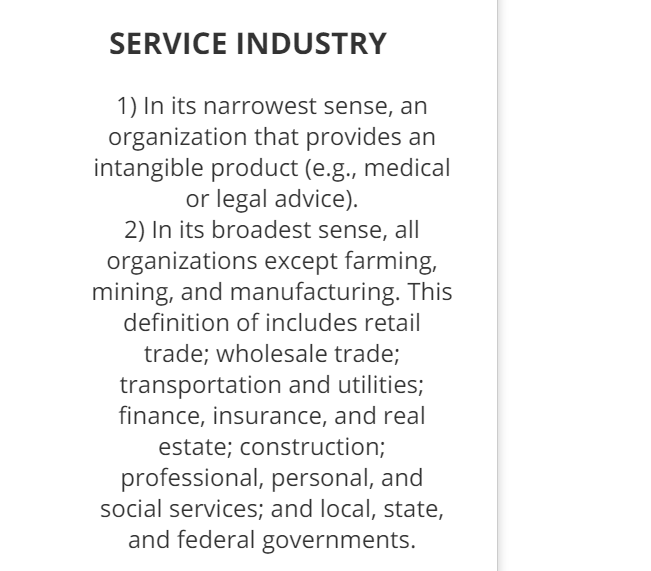 SERVICE INDUSTRY
1) In its narrowest sense, an
organization that provides an
intangible product (e.g., medical
or legal advice).
2) In its broadest sense, all
organizations except farming,
mining, and manufacturing. This
definition of includes retail
trade; wholesale trade;
transportation and utilities;
finance, insurance, and real
estate; construction;
professional, personal, and
social services; and local, state,
and federal governments.